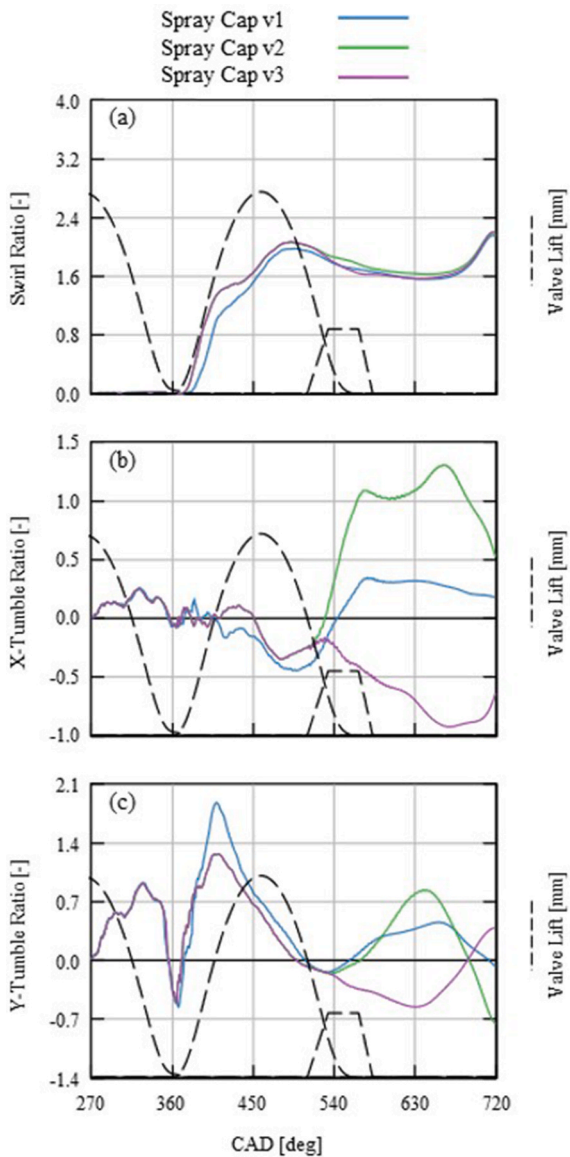 Spray Cap v1
Spray Cap v2
Spray Cap v3
(a)
4.0
3.2
2.4
1.6
0.8
0.0
Swirl Ratio [-]
Valve Lift [mm]
(b)
1.5
1.0
0.5
0.0
-0.5
-1.0
X-Tumble Ratio [-]
Valve Lift [mm]
(c)
2.1
1.4
0.7
0.0
-0.7
-1.4
Y-Tumble Ratio [-]
Valve Lift [mm]
270 360 450 540 630 720
CAD [deg]